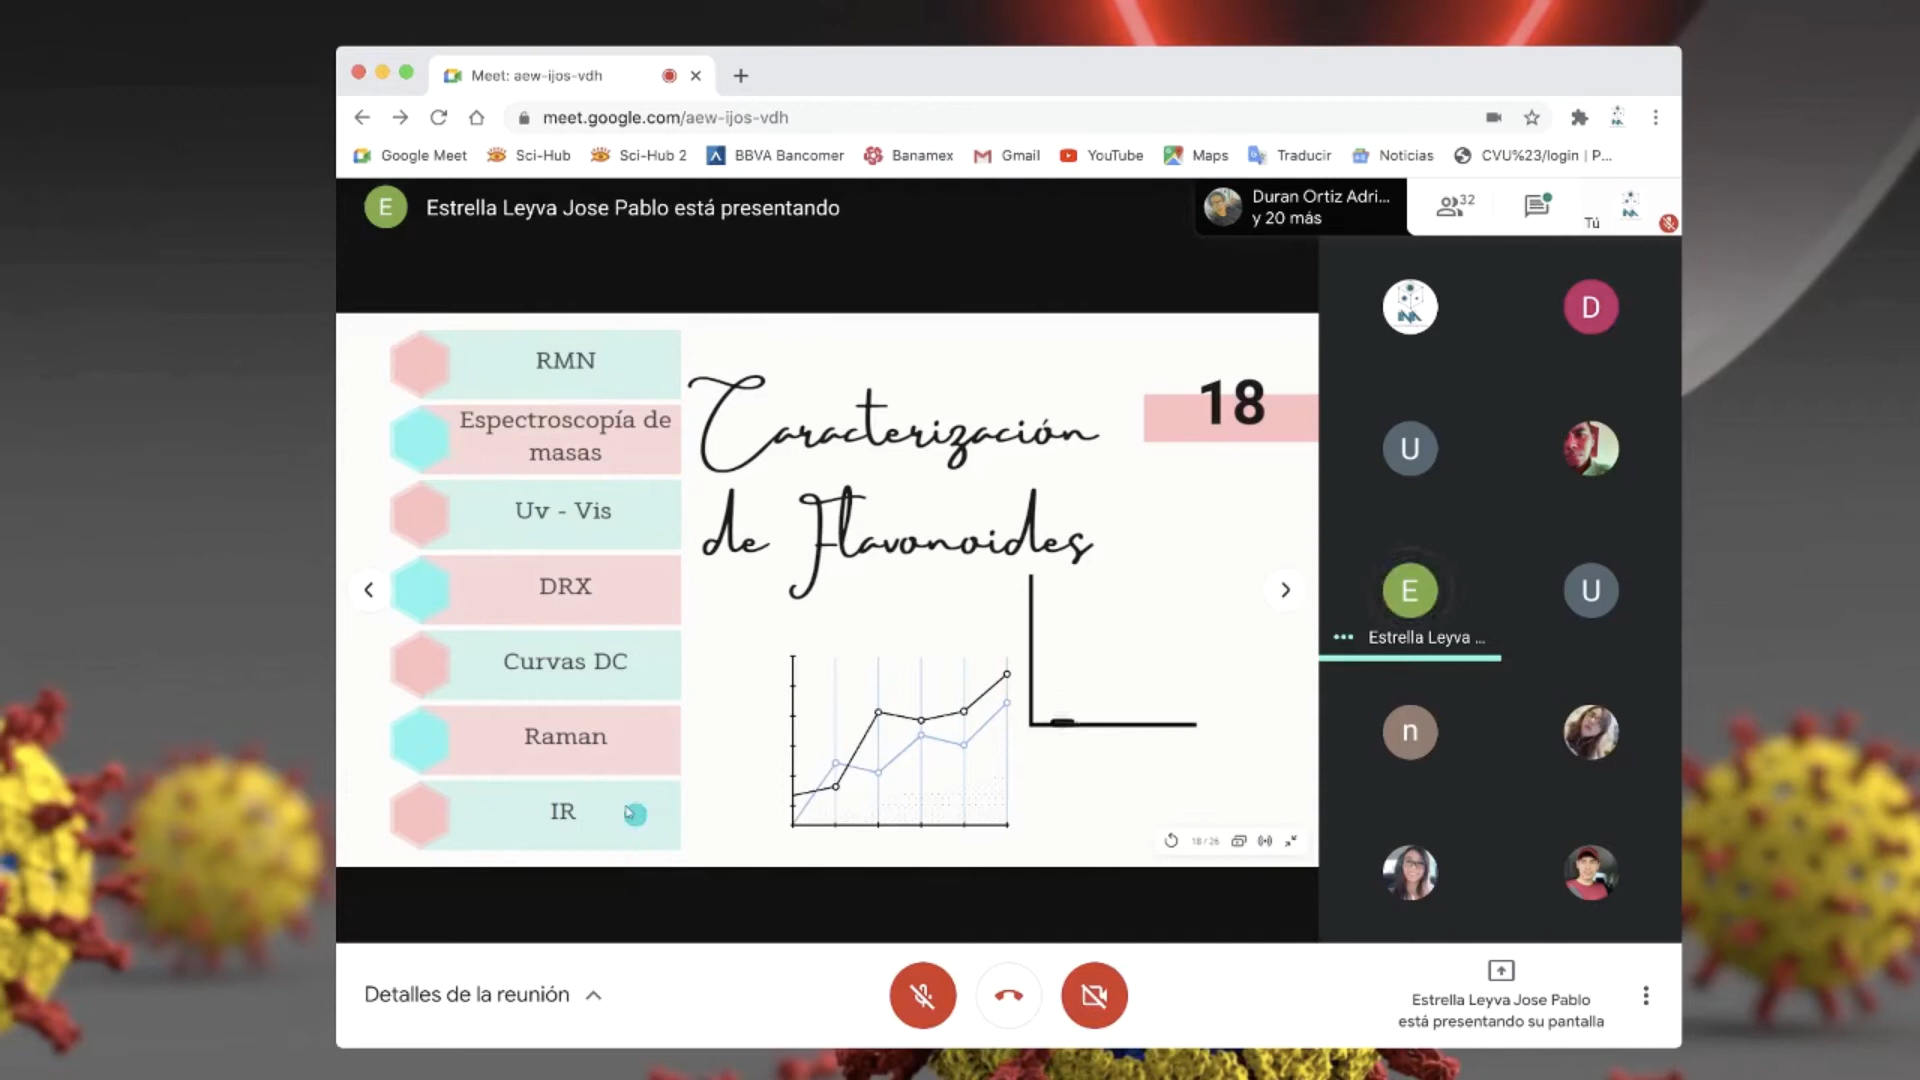 Meet: aew-ijos-vdh
meet.google.com/aew-ijos-vdh
Google Meet Sci-Hub Sci-Hub 2 BBVA Bancomer Banamex Gmail YouTube Maps Traducir Noticias CVU%23/login | P...
E Estrella Leyva Jose Pablo está presentando
Duran Ortiz Adri...
y 20 más
32
Tú
RMN
Espectroscopía de
masas
Uv - Vis
DRX
Curvas DC
Raman
IR
Caracterización
de Flavonoides
18
18 / 26
INA
D
U
E
U
Estrella Leyva ...
n
Detalles de la reunión
Estrella Leyva Jose Pablo
está presentando su pantalla